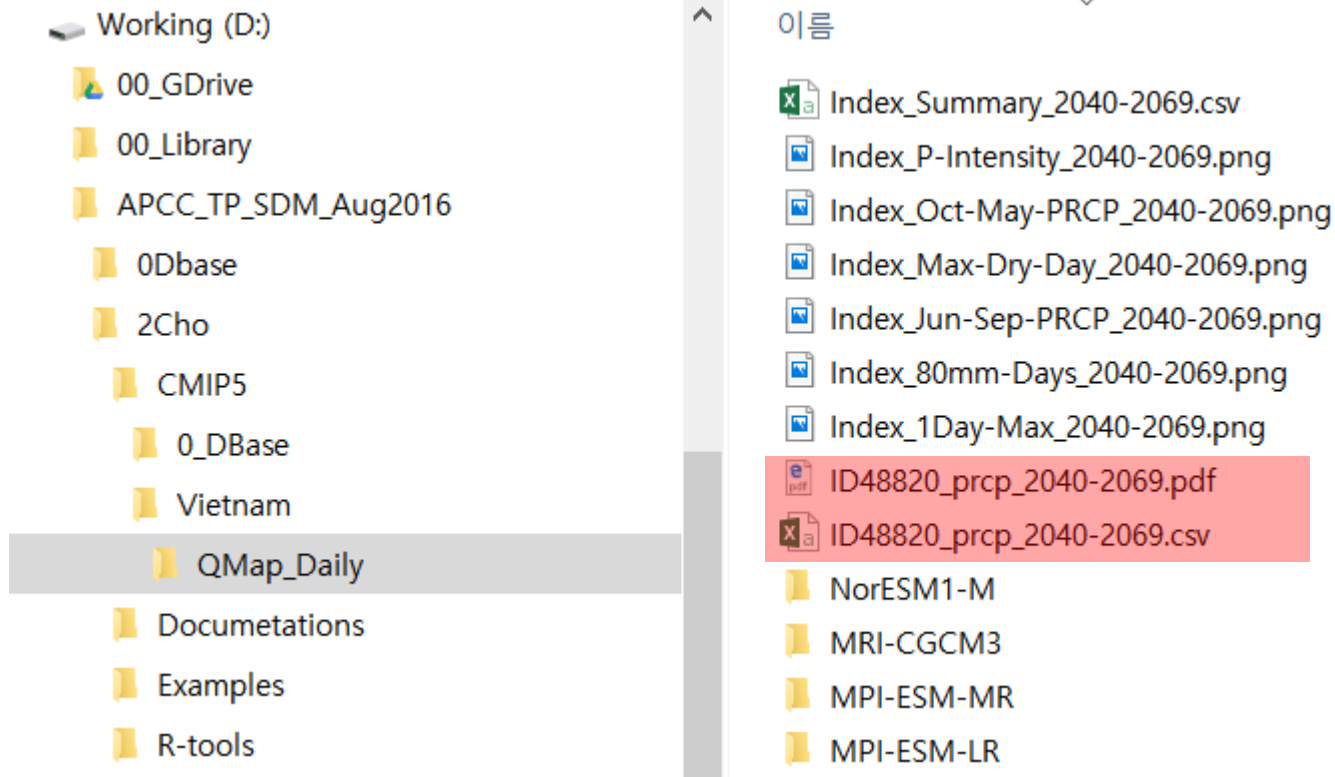 Working (D:)
00_GDrive
00_Library
APCC_TP_SDM_Aug2016
0Dbase
2Cho
CMIP5
0_DBase
Vietnam
QMap_Daily
Documetations
Examples
R-tools
이름
Index_Summary_2040-2069.csv
Index_P-Intensity_2040-2069.png
Index_Oct-May-PRCP_2040-2069.png
Index_Max-Dry-Day_2040-2069.png
Index_Jun-Sep-PRCP_2040-2069.png
Index_80mm-Days_2040-2069.png
Index_1Day-Max_2040-2069.png
ID48820_prcp_2040-2069.pdf
ID48820_prcp_2040-2069.csv
NorESM1-M
MRI-CGCM3
MPI-ESM-MR
MPI-ESM-LR